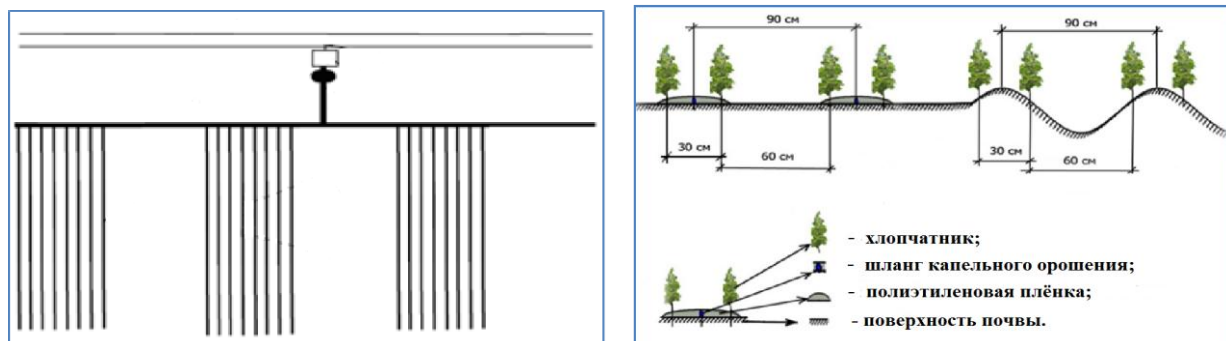 90 см
90 см
30 см
60 см
30 см
60 см
- хлопчатник;
- шланг капельного орошения;
- полиэтиленовая плёнка;
- поверхность почвы.